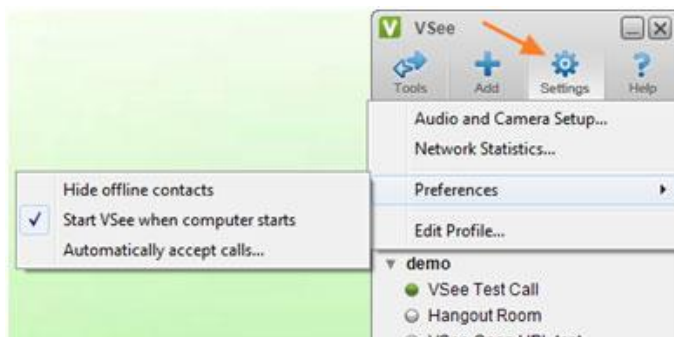 VSee
Tools Add Settings Help
Audio and Camera Setup...
Network Statistics...
Preferences
Edit Profile...
Hide offline contacts
Start VSee when computer starts
Automatically accept calls...
demo
VSee Test Call
Hangout Room